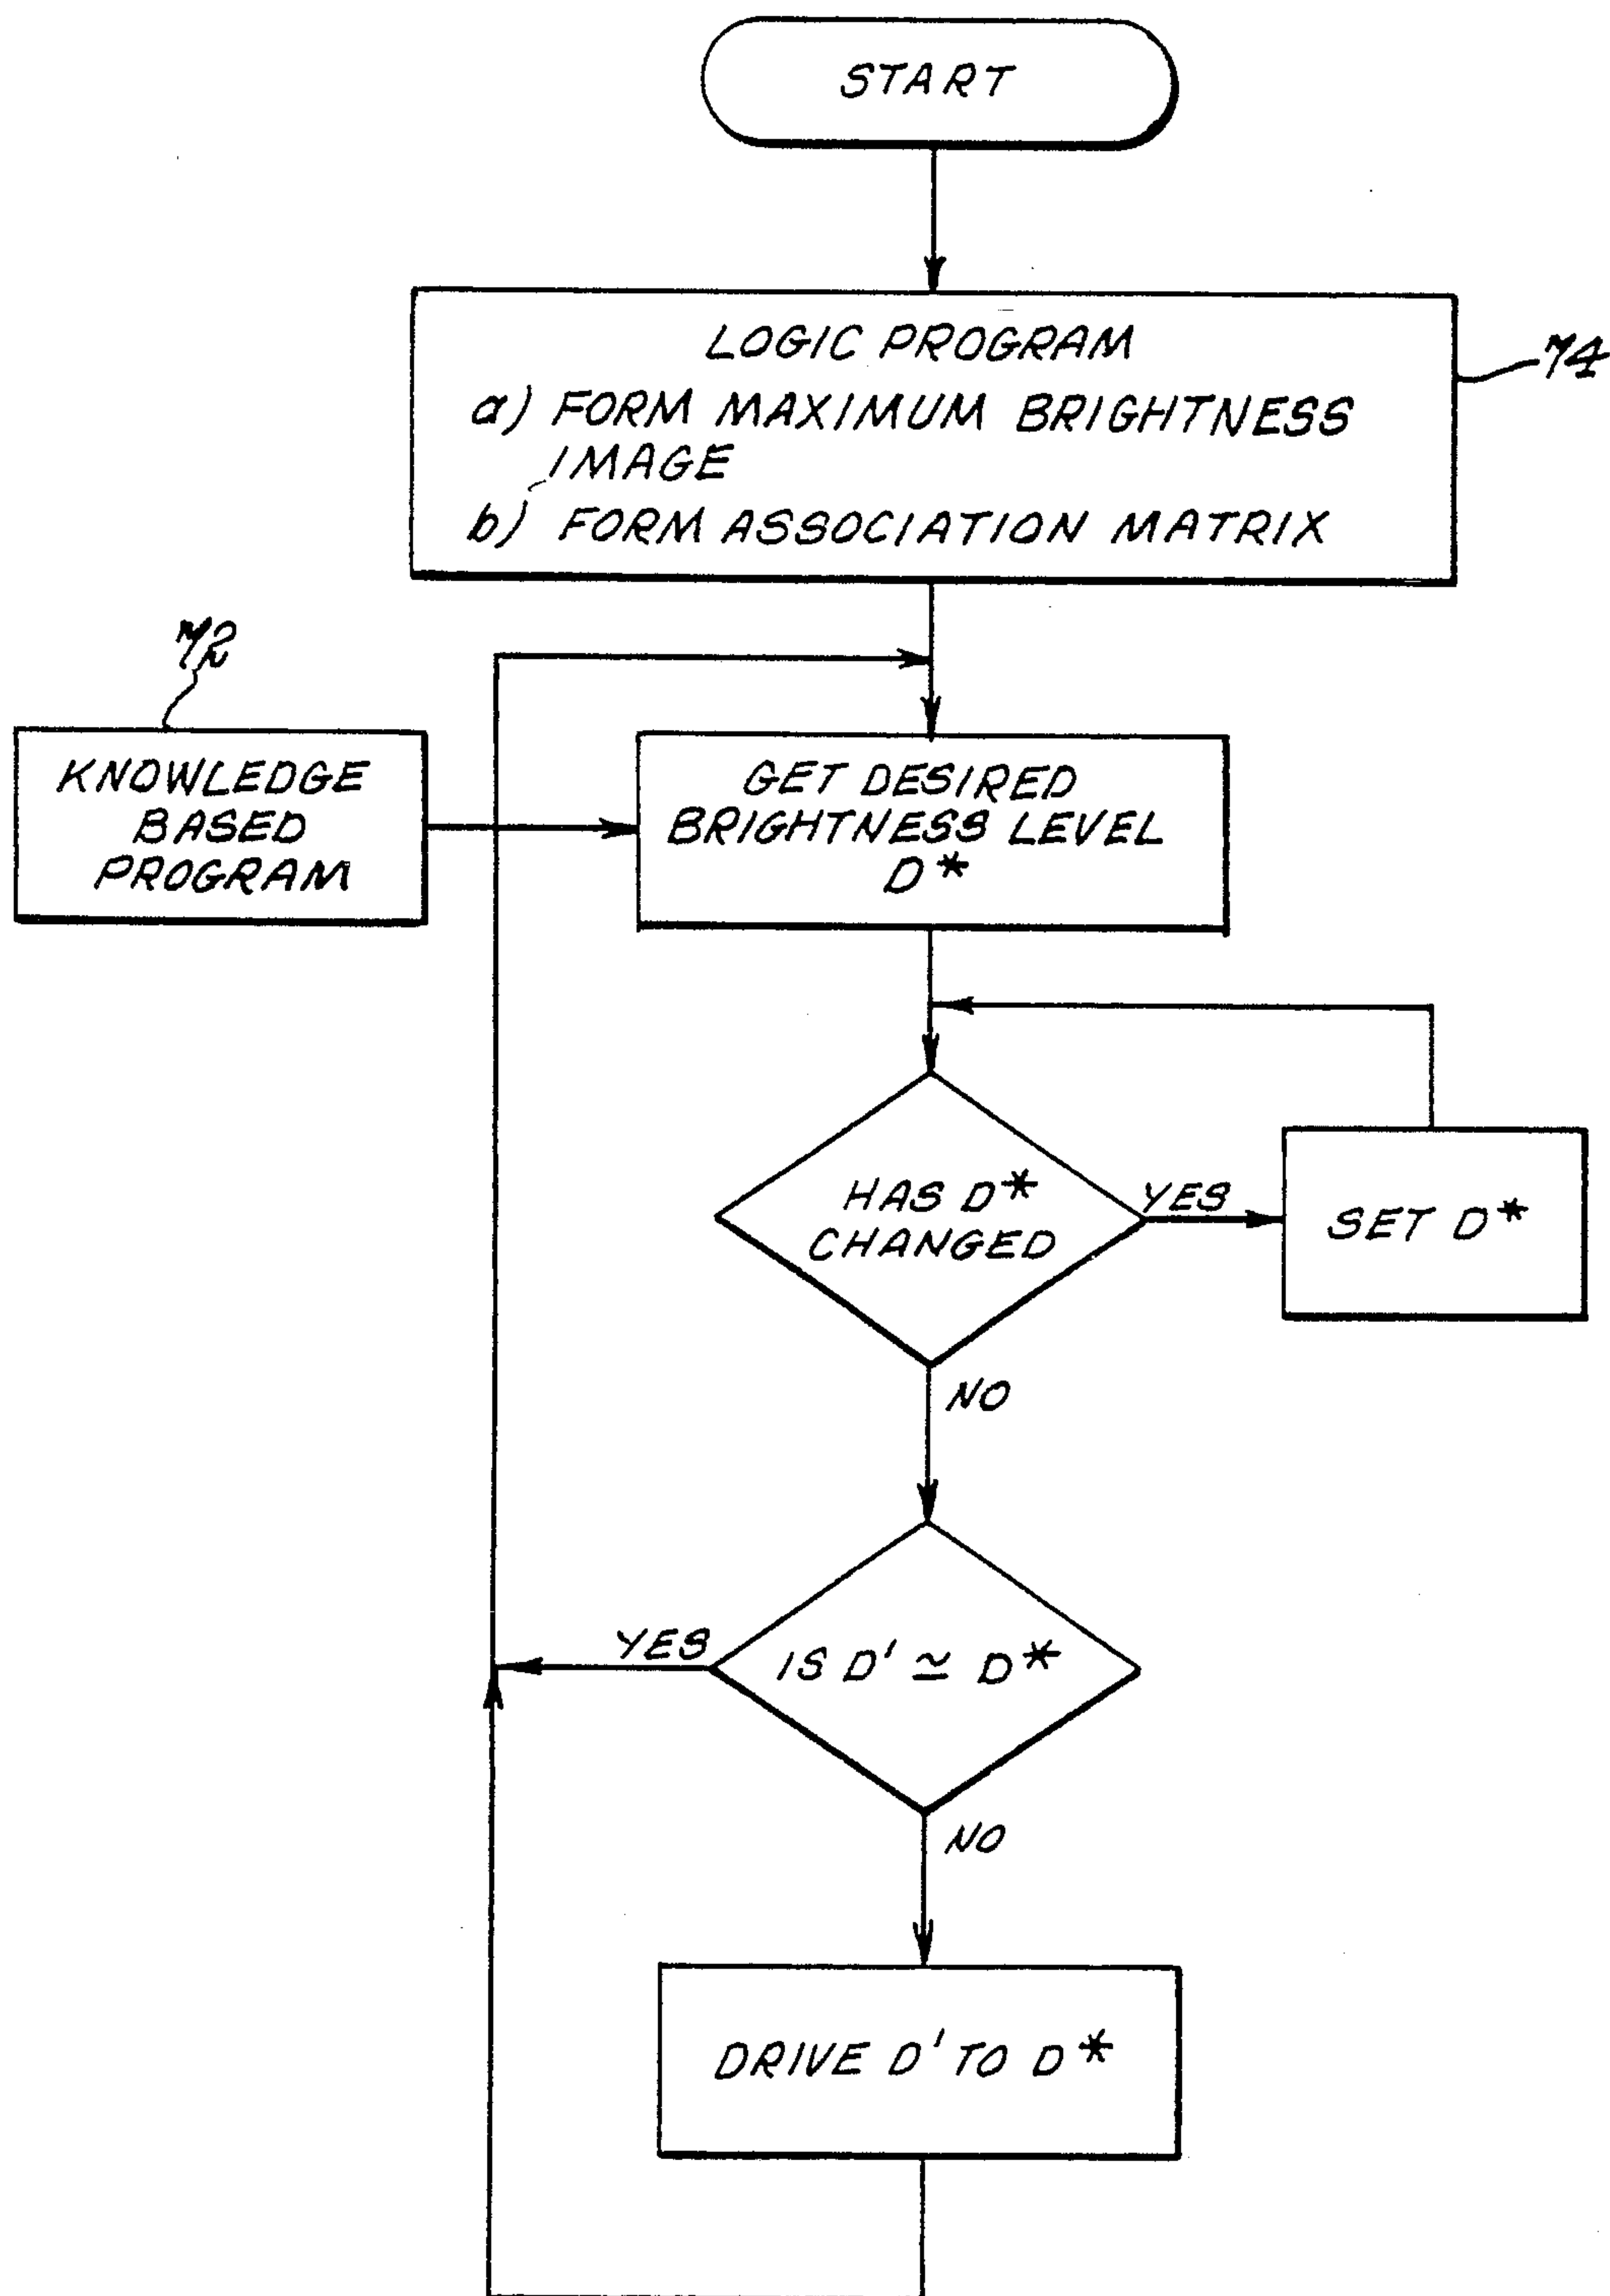 START
LOGIC PROGRAM
a) FORM MAXIMUM BRIGHTNESS
IMAGE
b) FORM ASSOCIATION MATRIX
74
72
KNOWLEDGE
BASED
PROGRAM
GET DESIRED
BRIGHTNESS LEVEL
D*
HAS D*
CHANGED
YES
SET D*
NO
IS D' ≃ D*
YES
NO
DRIVE D' TO D*